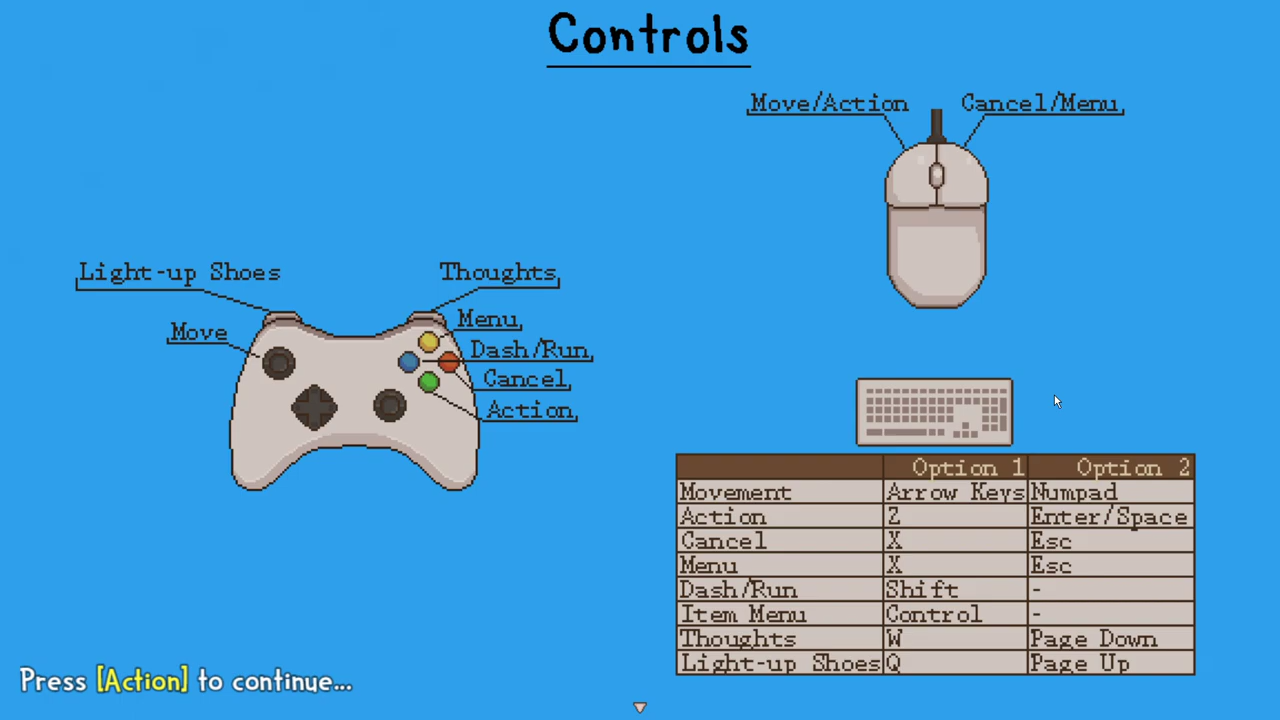 Controls
Move/Action
Cancel/Menu
Light-up Shoes
Thoughts
Menu
Move
Dash/Run
Cancel
Action
Option 1 Option 2
Movement Arrow Keys Numpad
Action Z Enter/Space
Cancel X Esc
Menu X Esc
Dash/Run Shift -
Item Menu Control -
Thoughts W Page Down
Light-up Shoes Q Page Up
Press [Action] to continue...